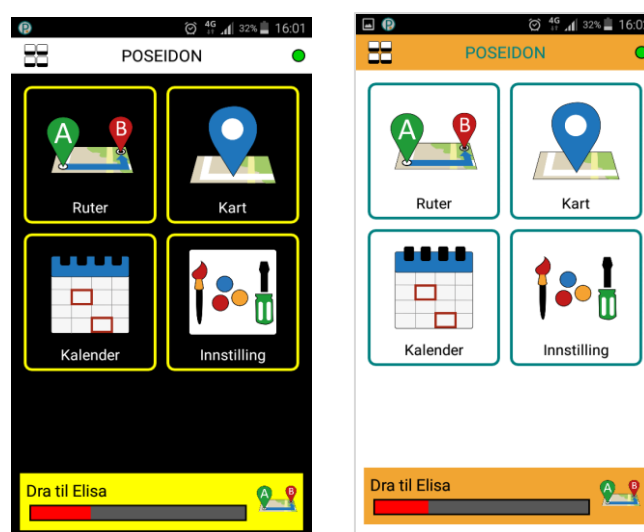 4G 32% 16:01
POSEIDON
A B
Ruter
Kart
Kalender
Innstilling
Dra til Elisa
A B
4G 32% 16:0
POSEIDON
A B
Ruter
Kart
Kalender
Innstilling
Dra til Elisa
A B